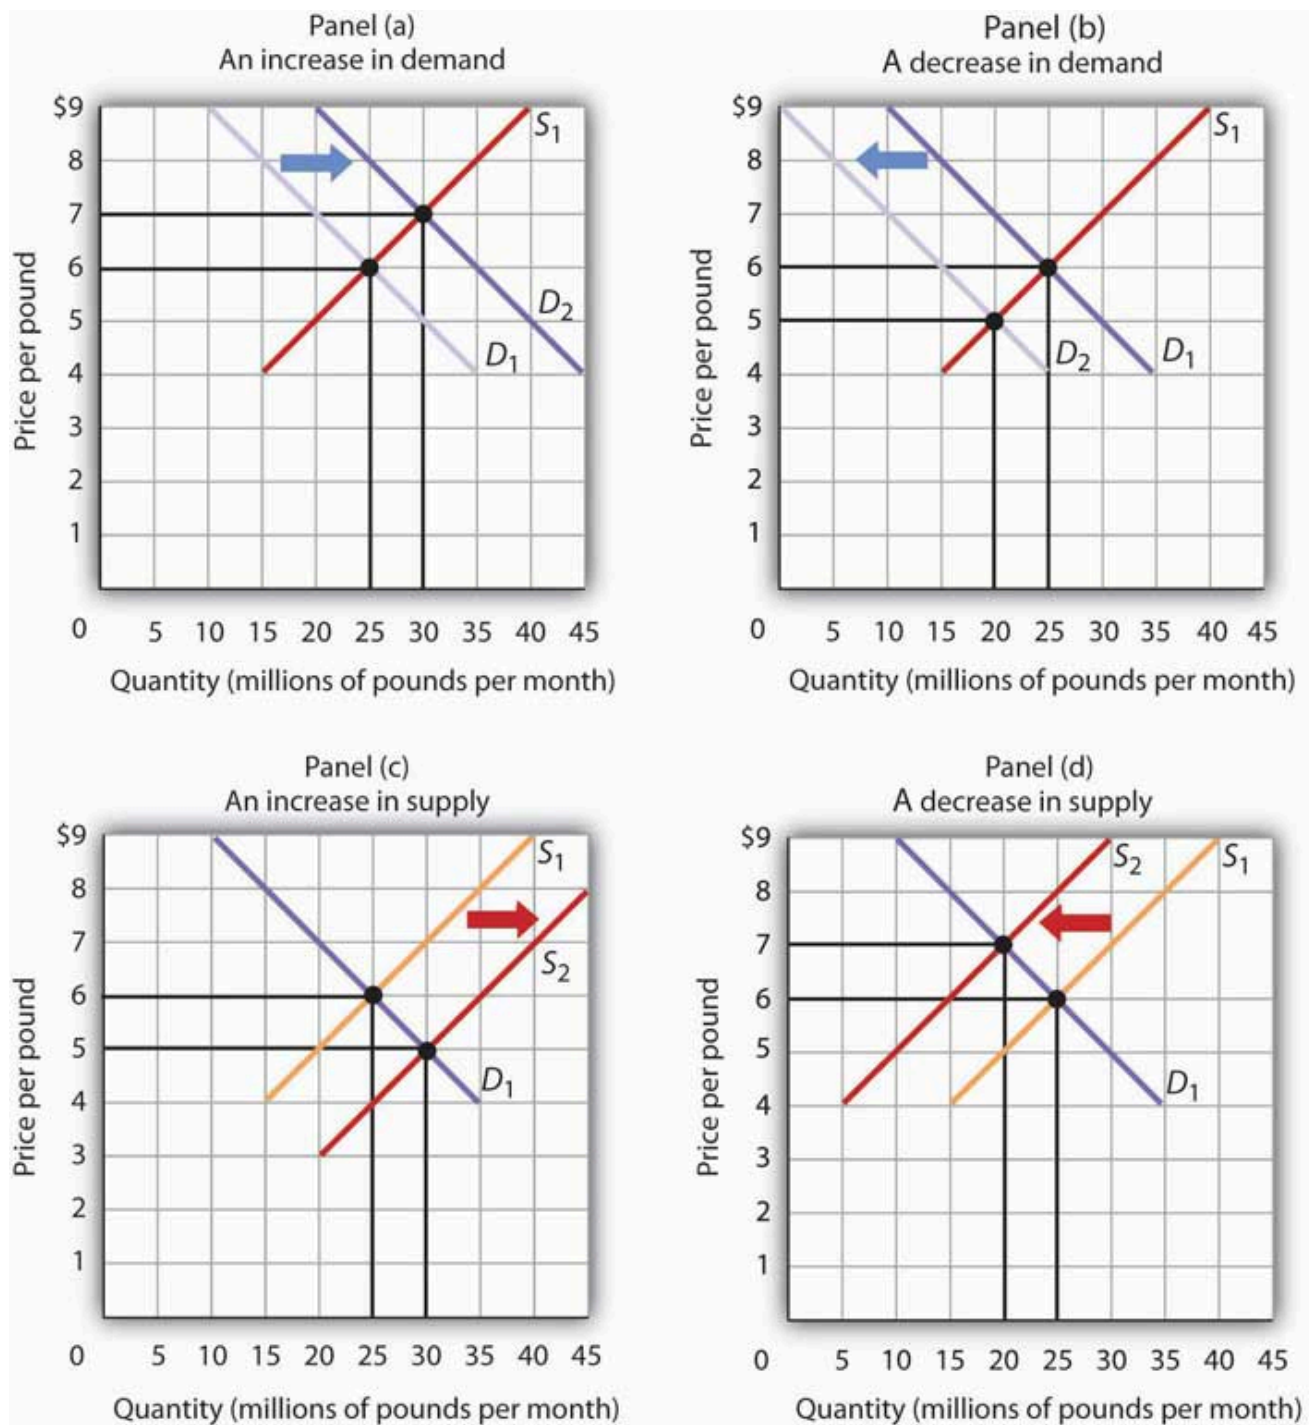 Panel (a)
An increase in demand
$9
8
7
6
5
4
3
2
1
0 5 10 15 20 25 30 35 40 45
Price per pound
Quantity (millions of pounds per month)
S1
D2
D1
Panel (b)
A decrease in demand
$9
8
7
6
5
4
3
2
1
0 5 10 15 20 25 30 35 40 45
Price per pound
Quantity (millions of pounds per month)
S1
D2
D1
Panel (c)
An increase in supply
$9
8
7
6
5
4
3
2
1
0 5 10 15 20 25 30 35 40 45
Price per pound
Quantity (millions of pounds per month)
S1
S2
D1
Panel (d)
A decrease in supply
$9
8
7
6
5
4
3
2
1
0 5 10 15 20 25 30 35 40 45
Price per pound
Quantity (millions of pounds per month)
S2
S1
D1